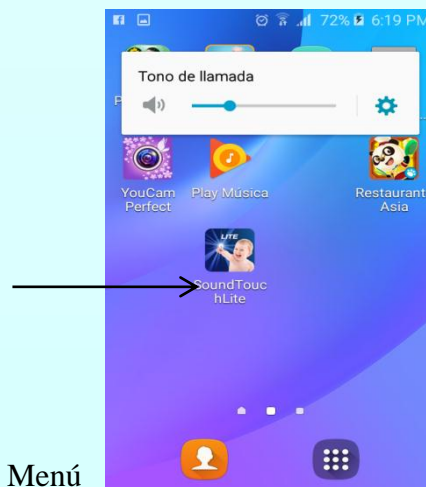 72% 6:19 PM
Tono de llamada
YouCam Perfect
Play Música
Restaurant Asia
LITE
SoundTouc
hLite
Menú